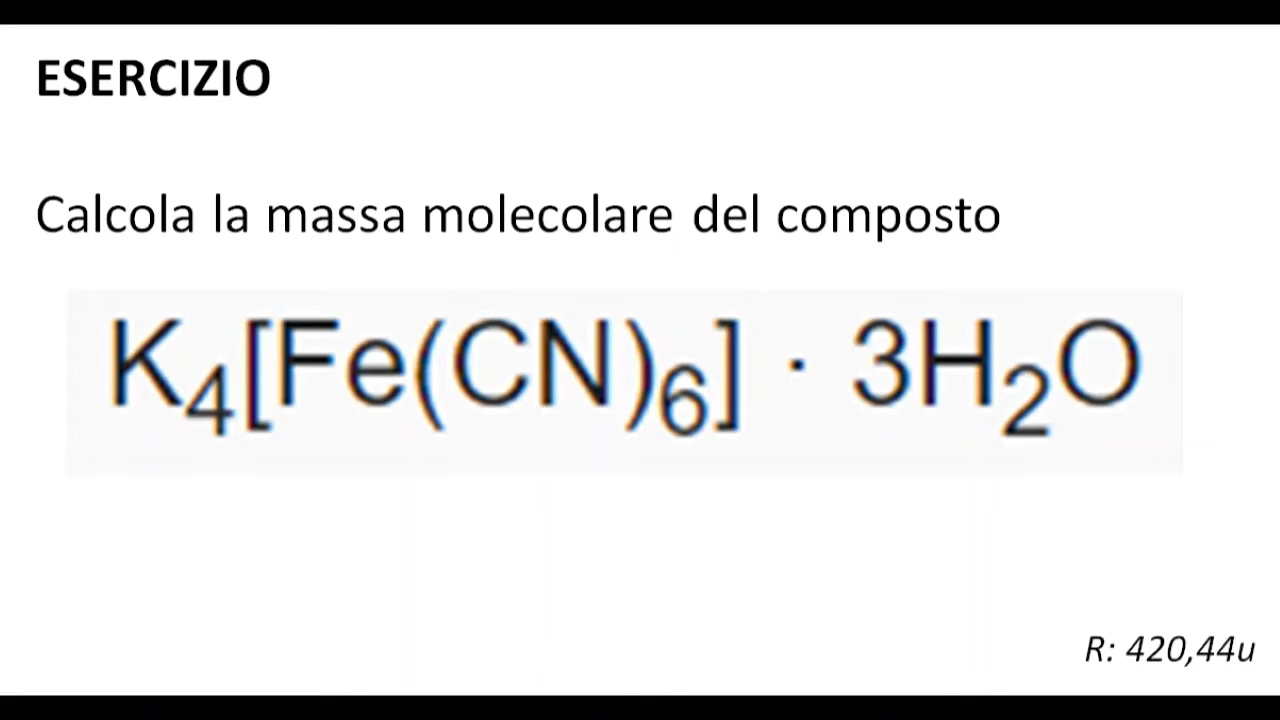 ESERCIZIO
Calcola la massa molecolare del composto
K₄[Fe(CN)₆] · 3H₂O
R: 420,44u